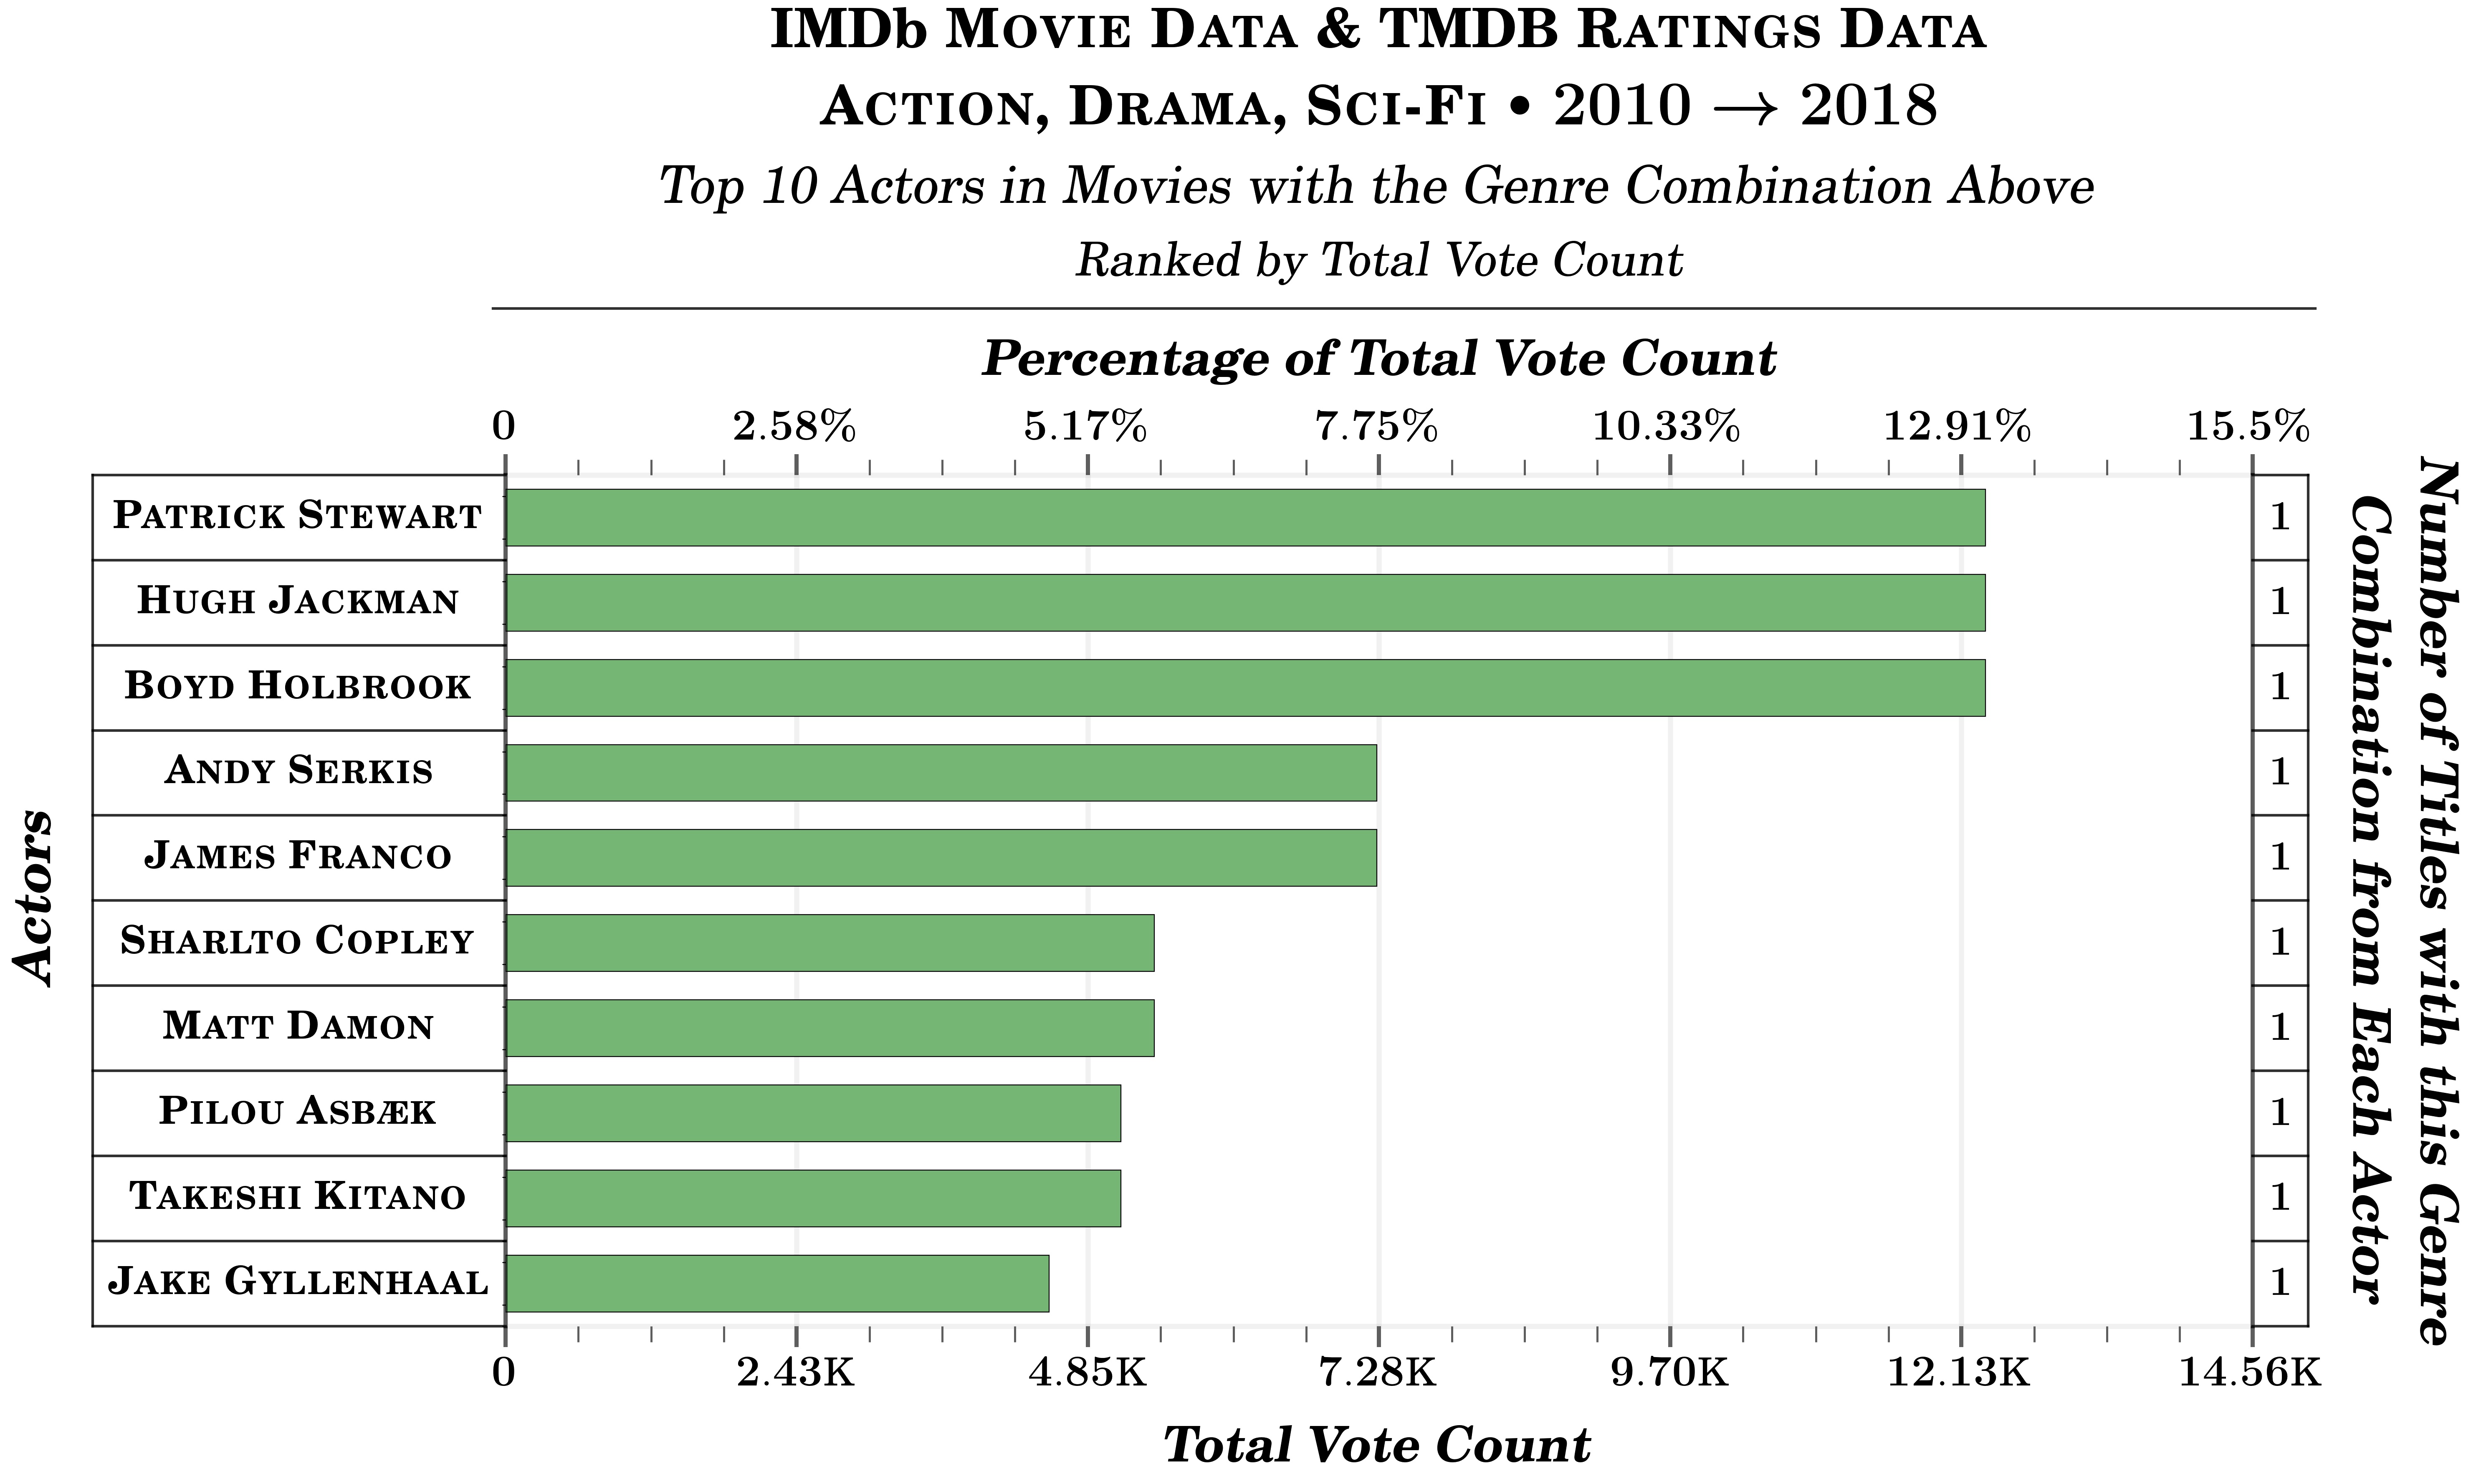 IMDb Movie Data & TMDB Ratings Data
Action, Drama, Sci-Fi • 2010 → 2018
Top 10 Actors in Movies with the Genre Combination Above
Ranked by Total Vote Count
Percentage of Total Vote Count
0 2.58% 5.17% 7.75% 10.33% 12.91% 15.5%
Patrick Stewart 1
Hugh Jackman 1
Boyd Holbrook 1
Andy Serkis 1
James Franco 1
Sharlto Copley 1
Matt Damon 1
Pilou Asbæk 1
Takeshi Kitano 1
Jake Gyllenhaal 1
Actors
Number of Titles with this Genre
Combination from Each Actor
0 2.43K 4.85K 7.28K 9.70K 12.13K 14.56K
Total Vote Count